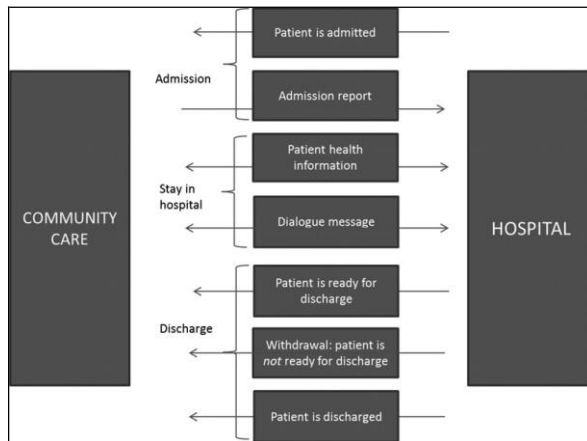 Patient is admitted
Admission
Admission report
Patient health
information
Stay in
hospital
Dialogue message
COMMUNITY
CARE
HOSPITAL
Patient is ready for
discharge
Discharge
Withdrawal: patient is
not ready for discharge
Patient is discharged